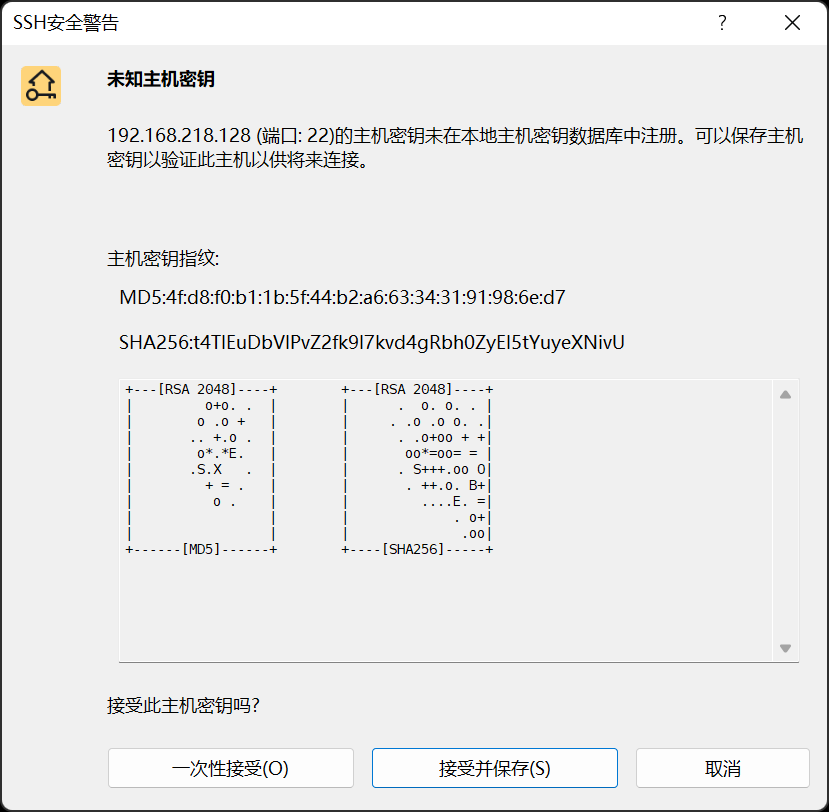 SSH安全警告
未知主机密钥
192.168.218.128 (端口: 22)的主机密钥未在本地主机密钥数据库中注册。可以保存主机
密钥以验证此主机以供将来连接。
主机密钥指纹:
MD5:4f:d8:f0:b1:1b:5f:44:b2:a6:63:34:31:91:98:6e:d7
SHA256:t4TlEuDbVlPvZ2fk9l7kvd4gRbh0ZyEl5tYuyeXNivU
+---[RSA 2048]----+        +---[RSA 2048]----+
|         o+o. .  |        |      .  o. o. . |
|        o .o +   |        |     . .o .o o. .|
|       .. +.o .  |        |      . .o+oo + +|
|        o*.*E.   |        |       oo*=oo= = |
|       .S.X   .  |        |      . S+++.oo O|
|         + = .   |        |       . ++.o. B+|
|          o .    |        |         ....E. =|
|                 |        |             . o+|
|                 |        |              .oo|
+------[MD5]------+        +----[SHA256]-----+
接受此主机密钥吗?
一次性接受(O)
接受并保存(S)
取消